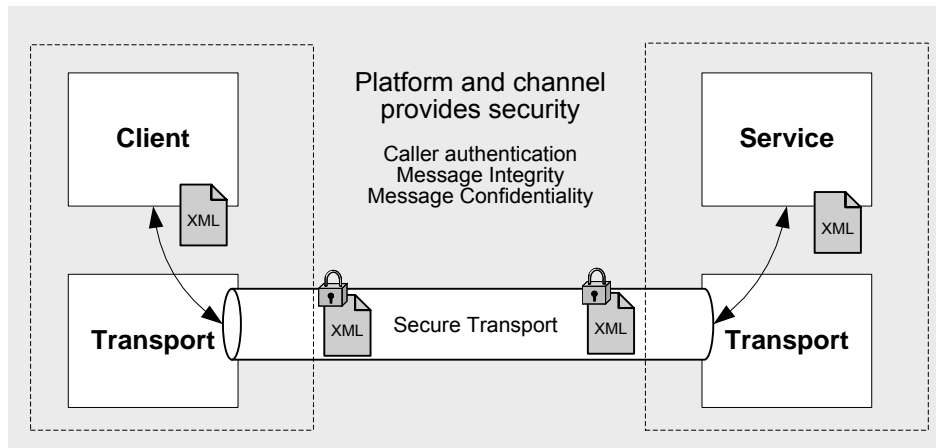 Platform and channel
provides security
Caller authentication
Message Integrity
Message Confidentiality
Client
XML
Service
XML
Transport
XML
Secure Transport
XML
Transport